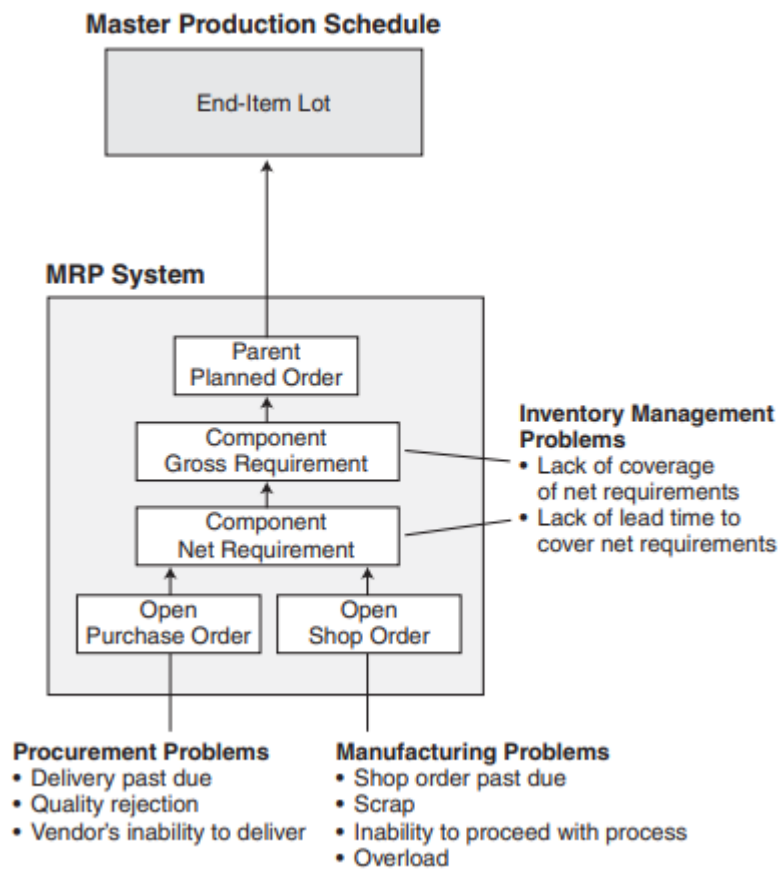 Master Production Schedule
End-Item Lot
MRP System
Parent
Planned Order
Component
Gross Requirement
Component
Net Requirement
Open
Purchase Order
Open
Shop Order
Inventory Management
Problems
• Lack of coverage
of net requirements
• Lack of lead time to
cover net requirements
Procurement Problems
• Delivery past due
• Quality rejection
• Vendor's inability to deliver
Manufacturing Problems
• Shop order past due
• Scrap
• Inability to proceed with process
• Overload